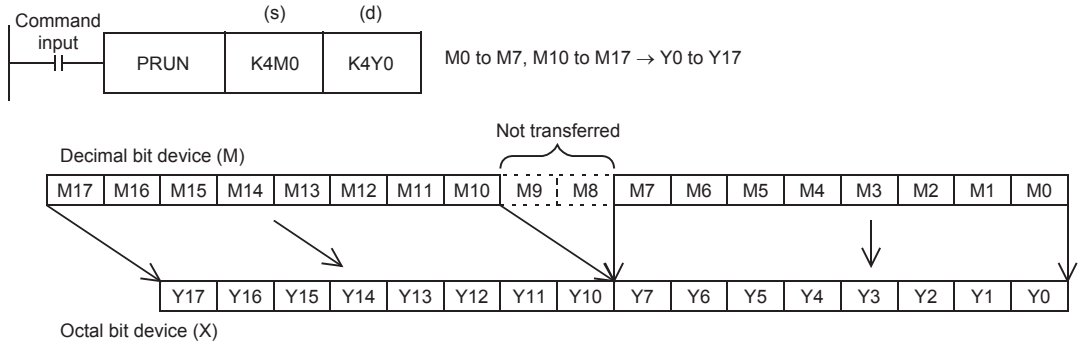 Command
input
(s)
(d)
PRUN K4M0 K4Y0
M0 to M7, M10 to M17 → Y0 to Y17
Not transferred
Decimal bit device (M)
M17 M16 M15 M14 M13 M12 M11 M10 M9 M8 M7 M6 M5 M4 M3 M2 M1 M0
Y17 Y16 Y15 Y14 Y13 Y12 Y11 Y10 Y7 Y6 Y5 Y4 Y3 Y2 Y1 Y0
Octal bit device (X)